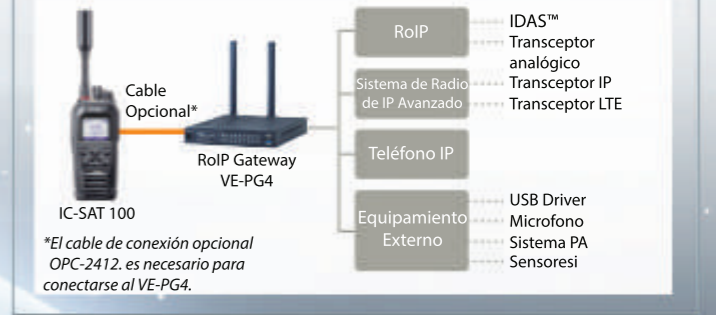 Cable
Opcional*
IC-SAT 100
RoIP Gateway
VE-PG4
*El cable de conexión opcional
OPC-2412. es necesario para
conectarse al VE-PG4.
RoIP
IDAS™
Transceptor
analógico
Sistema de Radio
de IP Avanzado
Transceptor IP
Transceptor LTE
Teléfono IP
Equipamiento
Externo
USB Driver
Microfono
Sistema PA
Sensoresi